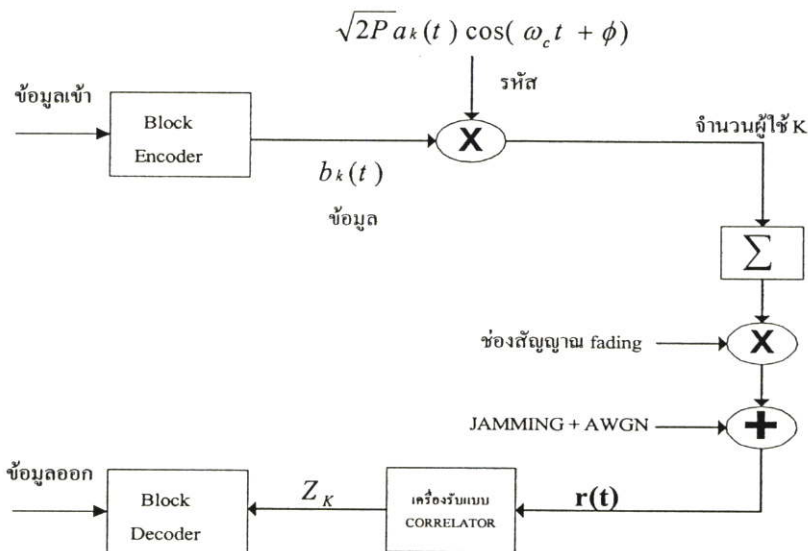 √2P aₖ(t) cos( ω_c t + ϕ)
รหัส
ข้อมูลเข้า
Block
Encoder
X
จำนวนผู้ใช้ K
bₖ(t)
ข้อมูล
Σ
ช่องสัญญาณ fading
X
JAMMING + AWGN
+
ข้อมูลออก
Block
Decoder
Z_K
เครื่องรับแบบ
CORRELATOR
r(t)